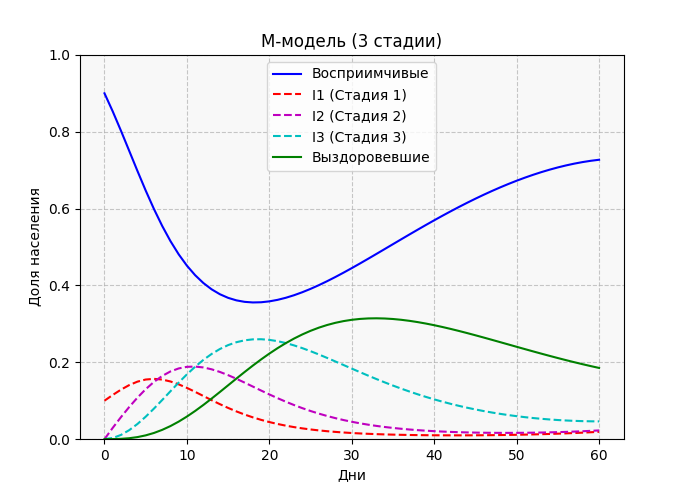 М-модель (3 стадии)
Восприимчивые
I1 (Стадия 1)
I2 (Стадия 2)
I3 (Стадия 3)
Выздоровевшие
Доля населения
1.0
0.8
0.6
0.4
0.2
0.0
0 10 20 30 40 50 60
Дни